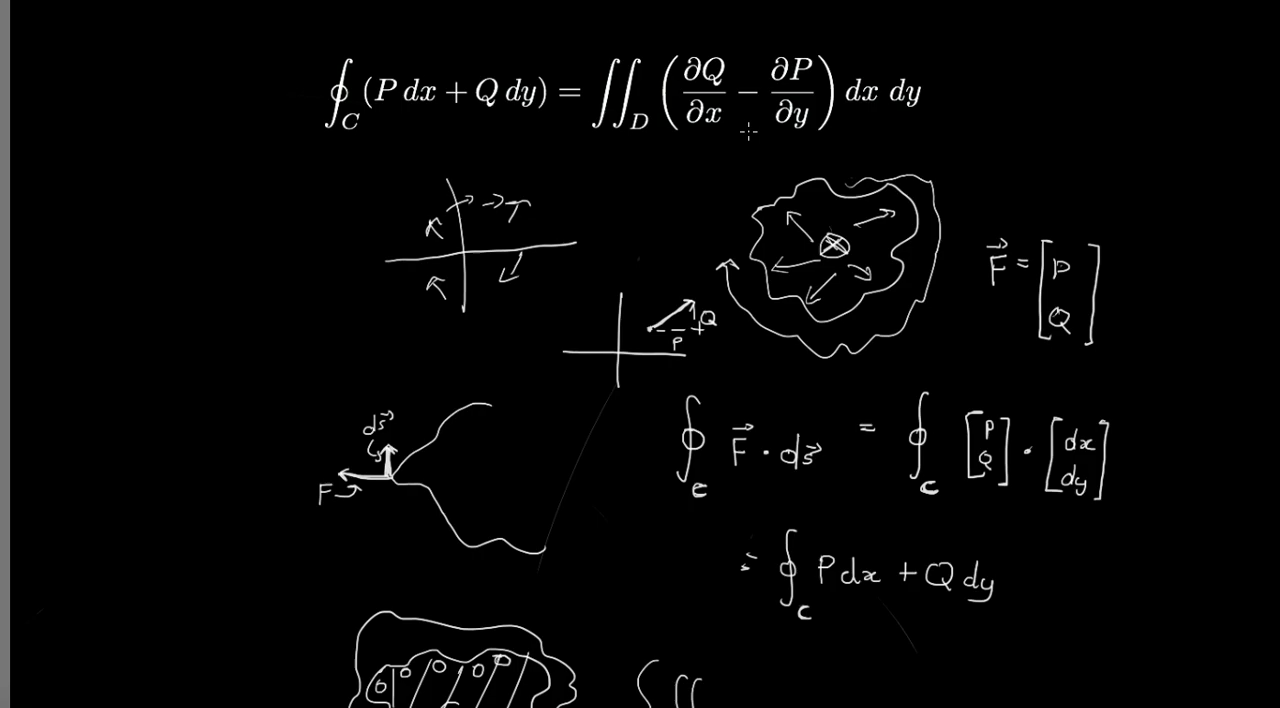 ∮_C (P dx + Q dy) = ∬_D (∂Q/∂x − ∂P/∂y) dx dy
F⃗ = [P Q]
Q
P
ds⃗
F
∮_C F⃗ · ds⃗ = ∮_C [P Q] · [dx dy]
= ∮_C P dx + Q dy